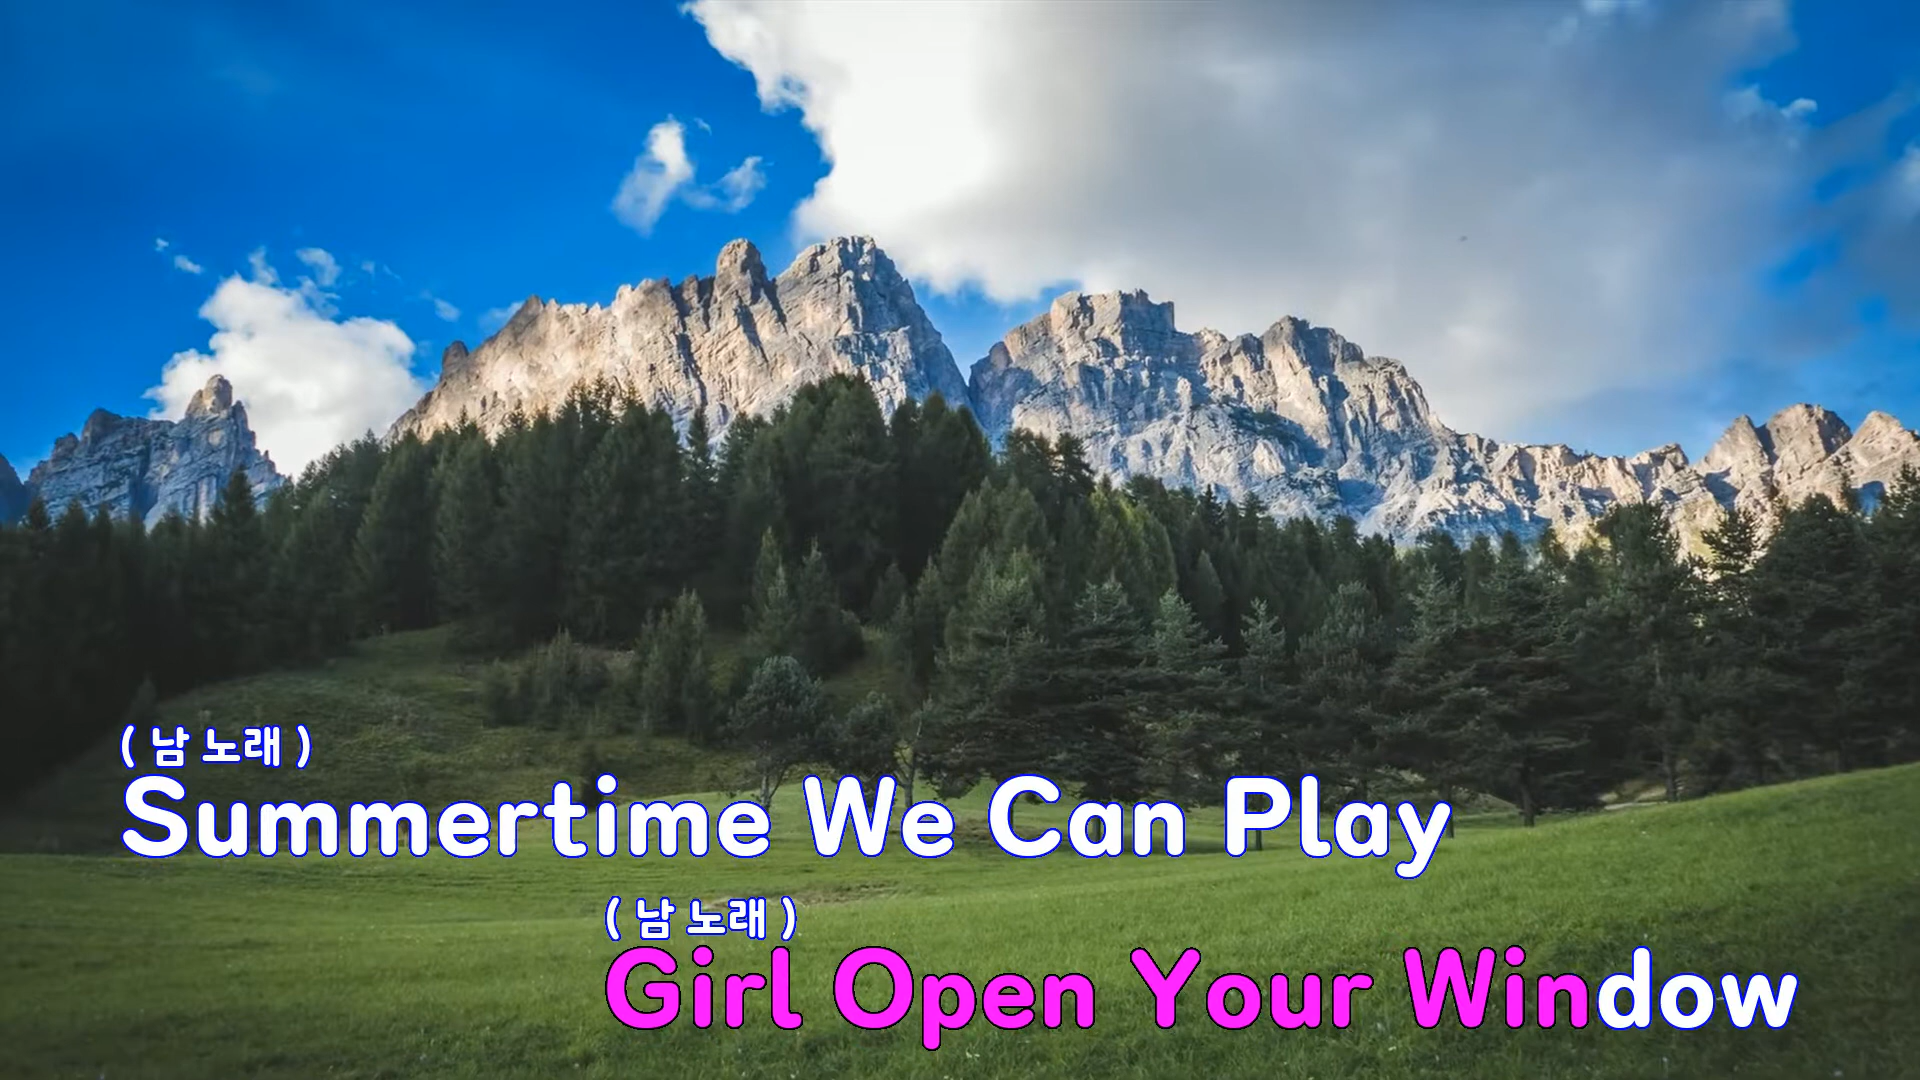 ( 남 노래 )
Summertime We Can Play
( 남 노래 )
Girl Open Your Window